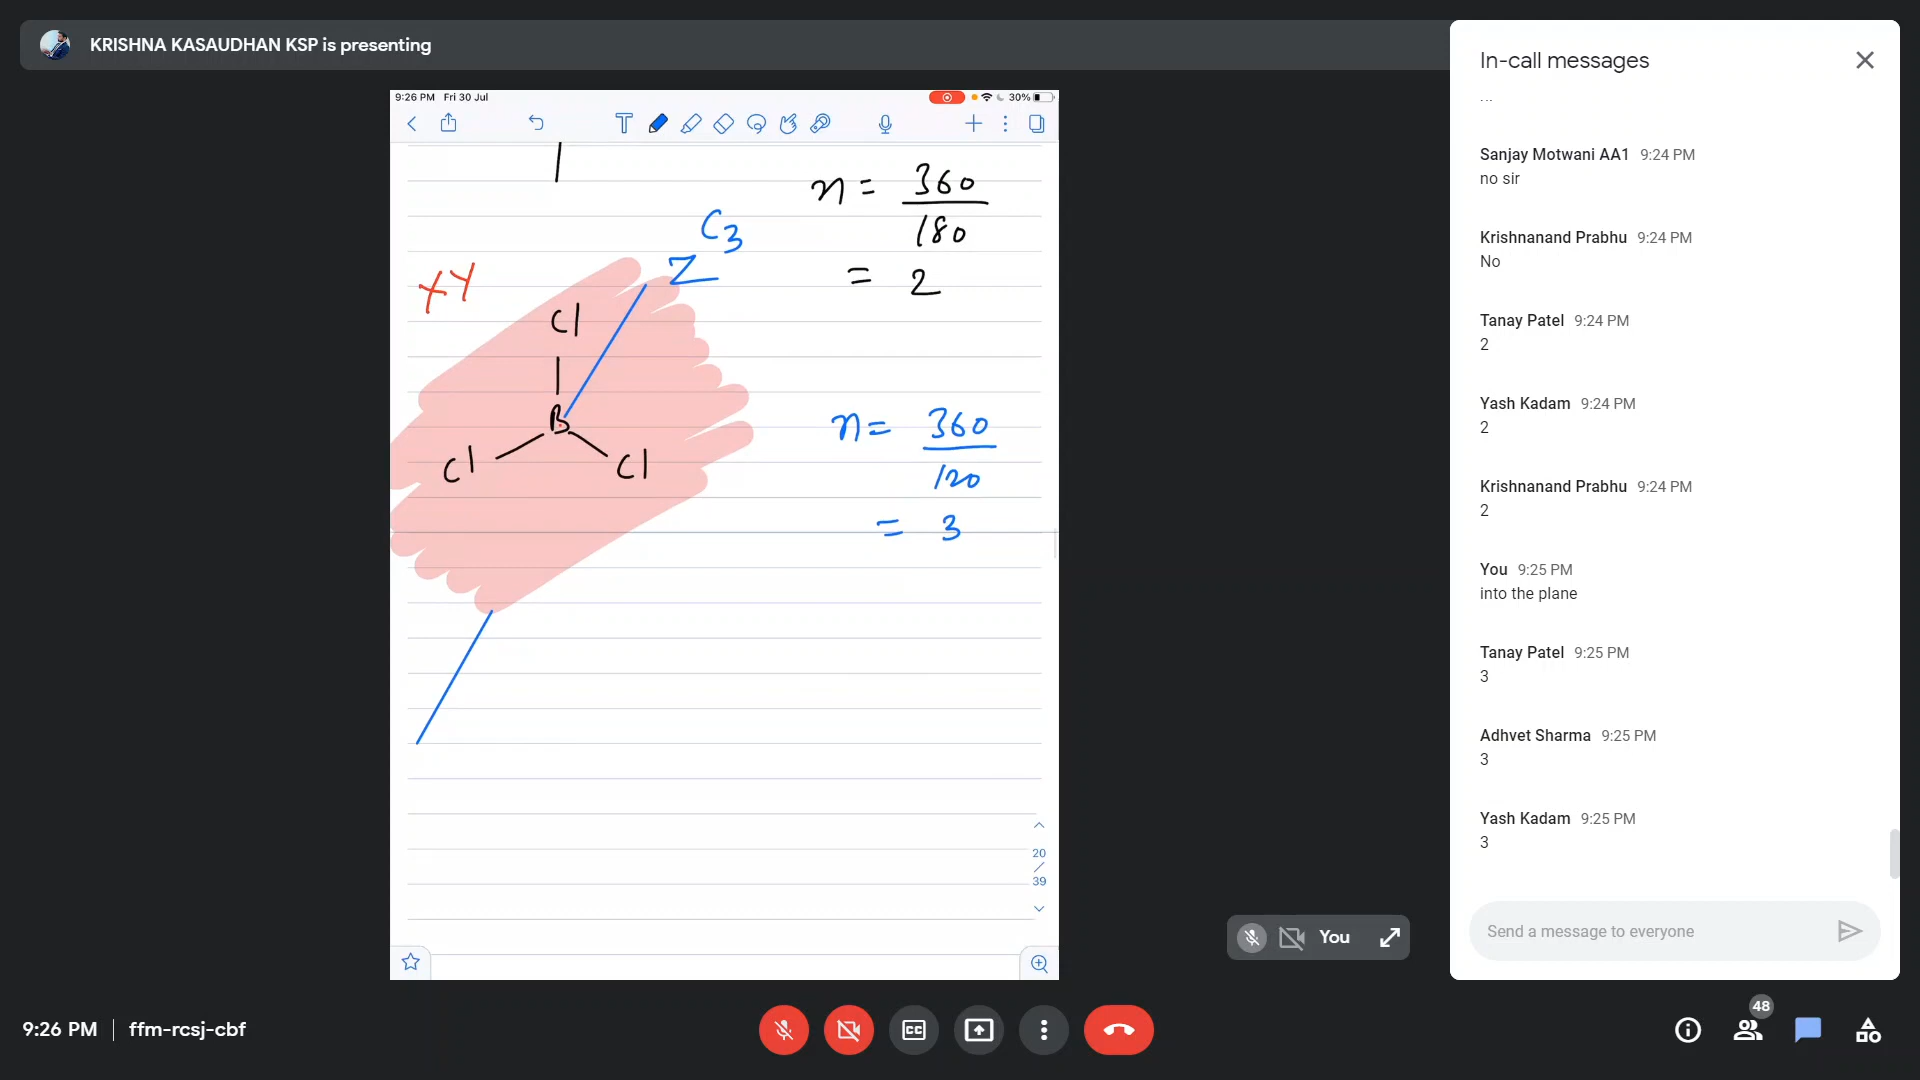 KRISHNA KASAUDHAN KSP is presenting
9:26 PM Fri 30 Jul
30%
T
n = 360
180
= 2
C3
Z
XY
Cl
B
Cl
Cl
n = 360
120
= 3
20
39
You
In-call messages
...
Sanjay Motwani AA1 9:24 PM
no sir
Krishnanand Prabhu 9:24 PM
No
Tanay Patel 9:24 PM
2
Yash Kadam 9:24 PM
2
Krishnanand Prabhu 9:24 PM
2
You 9:25 PM
into the plane
Tanay Patel 9:25 PM
3
Adhvet Sharma 9:25 PM
3
Yash Kadam 9:25 PM
3
Send a message to everyone
9:26 PM | ffm-rcsj-cbf
CC
48